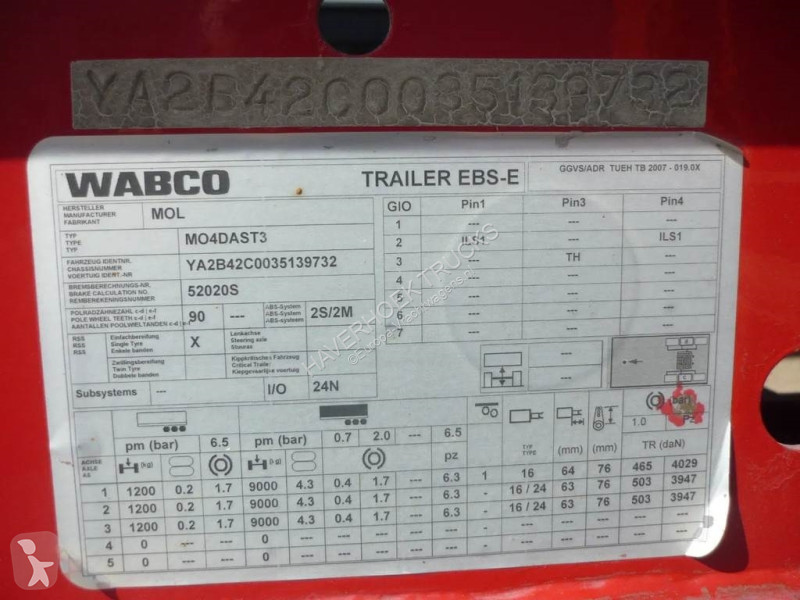 YA2B42C0035139732
WABCO TRAILER EBS-E GGVS/ADR TUEH TB 2007 - 019.0X
HERSTELLER
MANUFACTURER
FABRIKANT
MOL
TYP
TYPE
TYP
MO4DAST3
FAHRZEUG IDENTNR.
CHASSISNUMMER
VOERTUIG IDENT.-NR.
YA2B42C0035139732
BREMSBERECHNUNGS-NR.
BRAKE CALCULATION NO.
REMBEREKENINGSNUMMER
52020S
POLRADZÄHNEZAHL c-d | e-f
POLE WHEEL TEETH c-d | e-f
AANTALLEN POOLWIELTANDEN c-d | e-f
90 ---
ABS-System
ABS-System
ABS-systeem
2S/2M
RSS
RSS
RSS
Einfachbereifung
Single Tyre
Enkele banden
X
Lenkachse
Steering axle
Stuuras
Zwillingsbereifung
Twin Tyre
Dubbele banden
Kippkritisches Fahrzeug
Critical Trailer
Kiepgevaarlijke voertuig
Subsystems --- I/O 24N
GIO Pin1 Pin3 Pin4
1 --- --- ---
2 ILS1 --- ILS1
3 --- TH ---
4 --- --- ---
5 --- --- ---
6 --- --- ---
7 --- --- ---
---
---
HAVERHOEK TRUCKS
pm (bar) 6.5 pm (bar) 0.7 2.0 --- 6.5
TYP
TYPE
(mm) (mm) 1.0 (bar) pz
ACHSE
AXLE
AS
(kg) (kg) pz TR (daN)
1 1200 0.2 1.7 9000 4.3 0.4 1.7 --- 6.3 1 16 64 76 465 4029
2 1200 0.2 1.7 9000 4.3 0.4 1.7 --- 6.3 - 16 / 24 63 76 503 3947
3 1200 0.2 1.7 9000 4.3 0.4 1.7 --- 6.3 - 16 / 24 63 76 503 3947
4 0 - - 0 - - - --- - - - - - - -
5 0 - - 0 - - - --- - - - - - - -